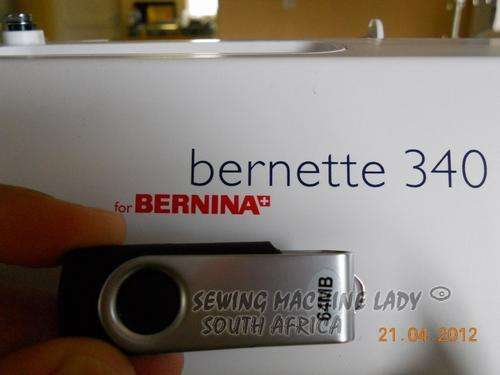 bernette 340
for BERNINA+
64MB
SEWING MACHINE LADY ©
SOUTH AFRICA
21.04.2012